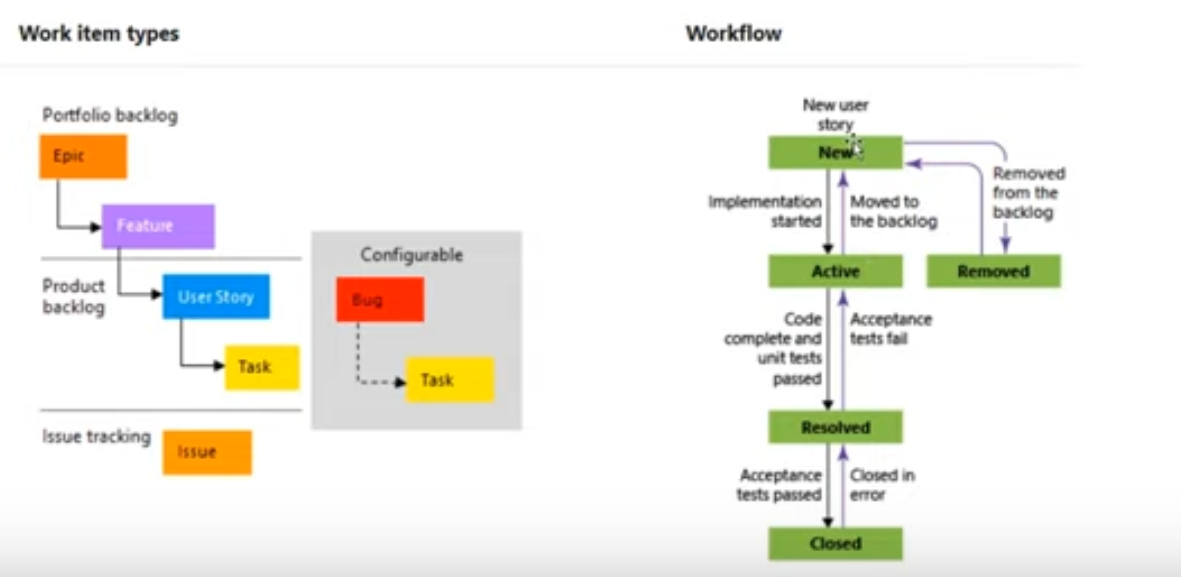 Work item types
Workflow
Portfolio backlog
Epic
Feature
Product
backlog
User Story
Task
Issue tracking
Issue
Configurable
Bug
Task
New user
story
New
Implementation
started
Moved to
the backlog
Removed
from the
backlog
Active
Removed
Code
complete and
unit tests
passed
Acceptance
tests fail
Resolved
Acceptance
tests passed
Closed in
error
Closed